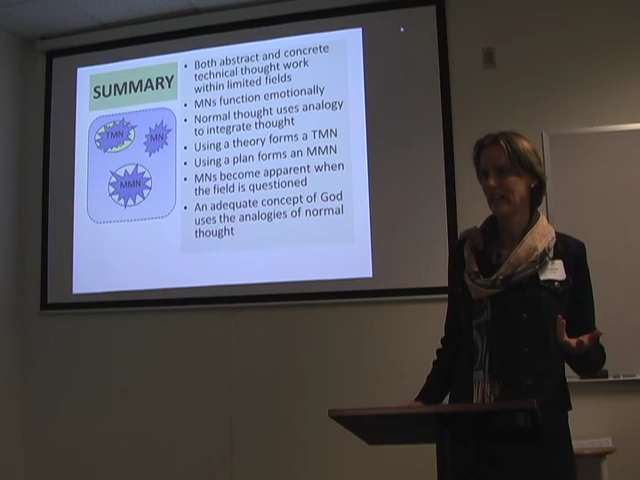 SUMMARY
TMN
MN
MMN
• Both abstract and concrete
technical thought work
within limited fields
• MNs function emotionally
• Normal thought uses analogy
to integrate thought
• Using a theory forms a TMN
• Using a plan forms an MMN
• MNs become apparent when
the field is questioned
• An adequate concept of God
uses the analogies of normal
thought